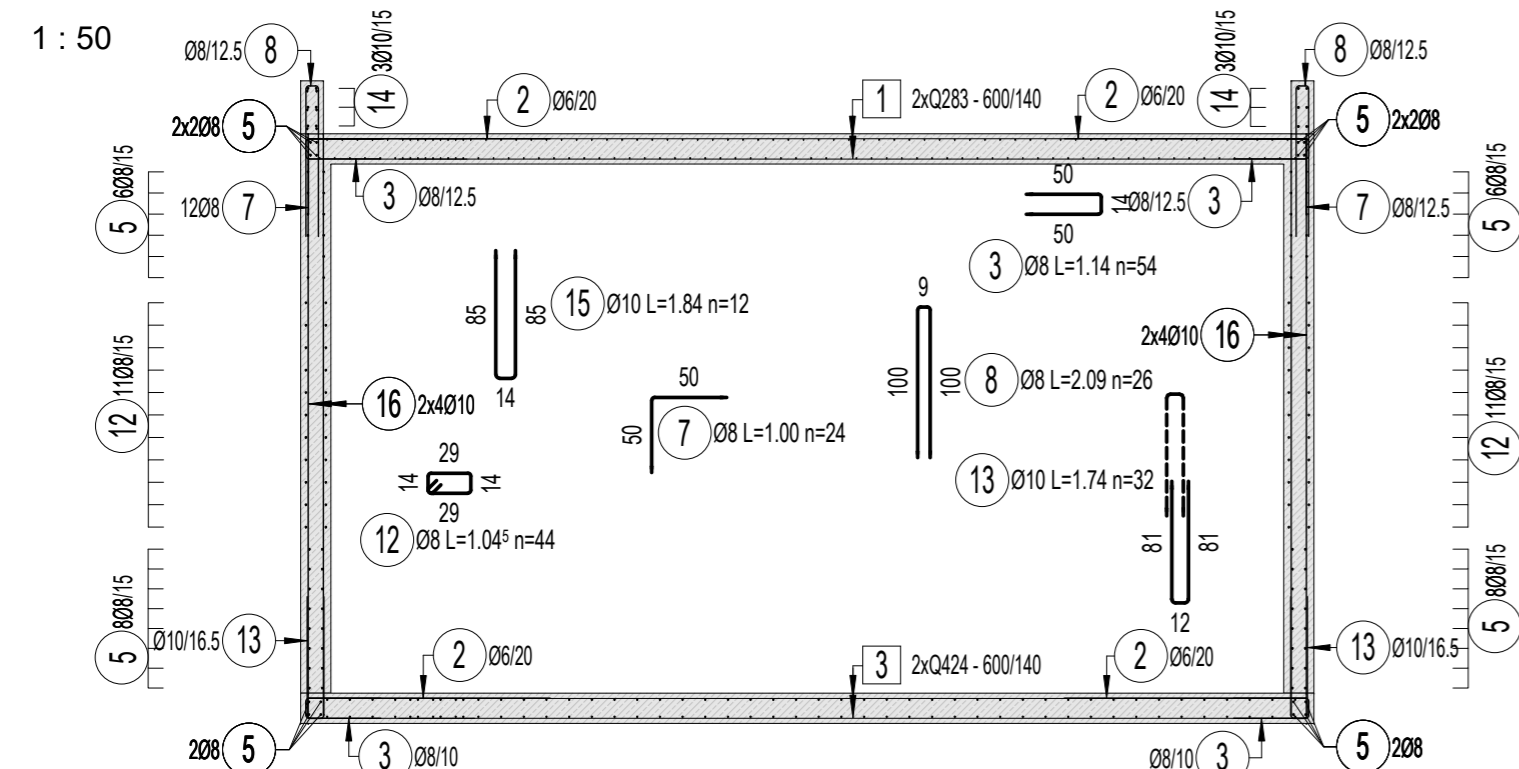 1 : 50
Ø8/12.5 8
3Ø10/15 14
2 Ø6/20
1 2xQ283 - 600/140
2 Ø6/20
3Ø10/15 14
8 Ø8/12.5
2x2Ø8 5
5 2x2Ø8
5 6Ø8/15
12Ø8 7
3 Ø8/12.5
50
14
50
Ø8/12.5 3
7 Ø8/12.5
5 6Ø8/15
3 Ø8 L=1.14 n=54
85
85
14
15 Ø10 L=1.84 n=12
9
100
100
8 Ø8 L=2.09 n=26
2x4Ø10 16
12 11Ø8/15
16 2x4Ø10
50
50
7 Ø8 L=1.00 n=24
12 11Ø8/15
29
14
14
29
12 Ø8 L=1.04⁵ n=44
13 Ø10 L=1.74 n=32
81
81
12
5 8Ø8/15
Ø10/16.5 13
2 Ø6/20
3 2xQ424 - 600/140
2 Ø6/20
13 Ø10/16.5
5 8Ø8/15
2Ø8 5
3 Ø8/10
Ø8/10 3
5 2Ø8